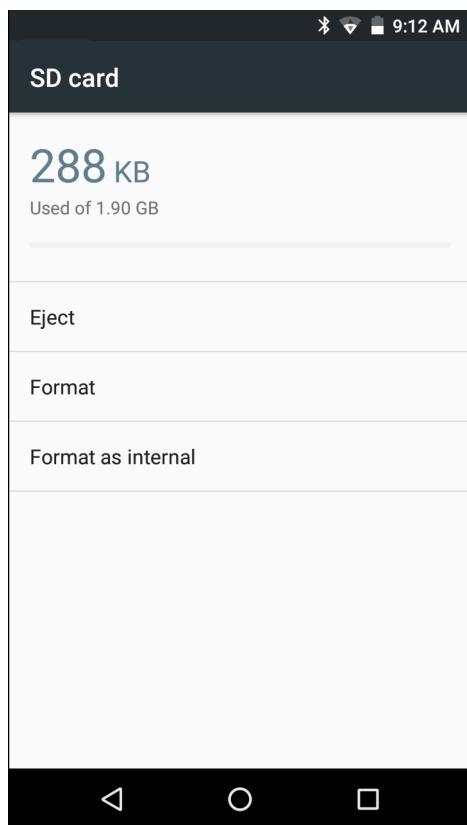 9:12 AM
SD card
288 KB
Used of 1.90 GB
Eject
Format
Format as internal